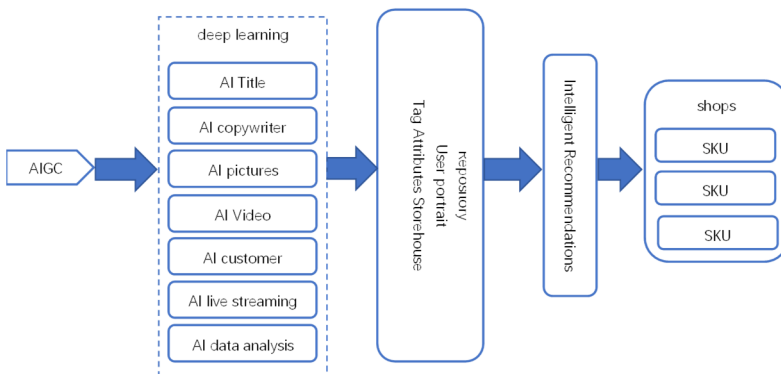 AIGC
deep learning
AI Title
AI copywriter
AI pictures
AI Video
AI customer
AI live streaming
AI data analysis
Repository
User portrait
Tag Attributes Storehouse
Intelligent Recommendations
shops
SKU
SKU
SKU